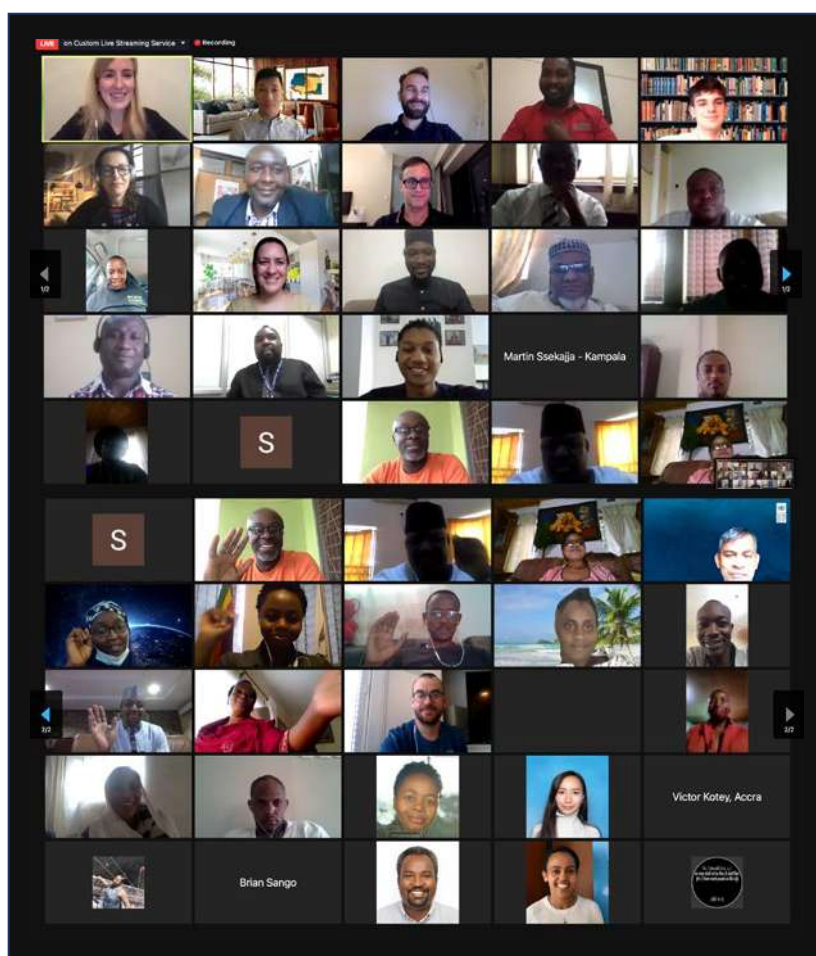 LIVE on Custom Live Streaming Service Recording
1/2
1/2
Martin Ssekajja - Kampala
S
S
2/2
2/2
Victor Kotey, Accra
Brian Sango